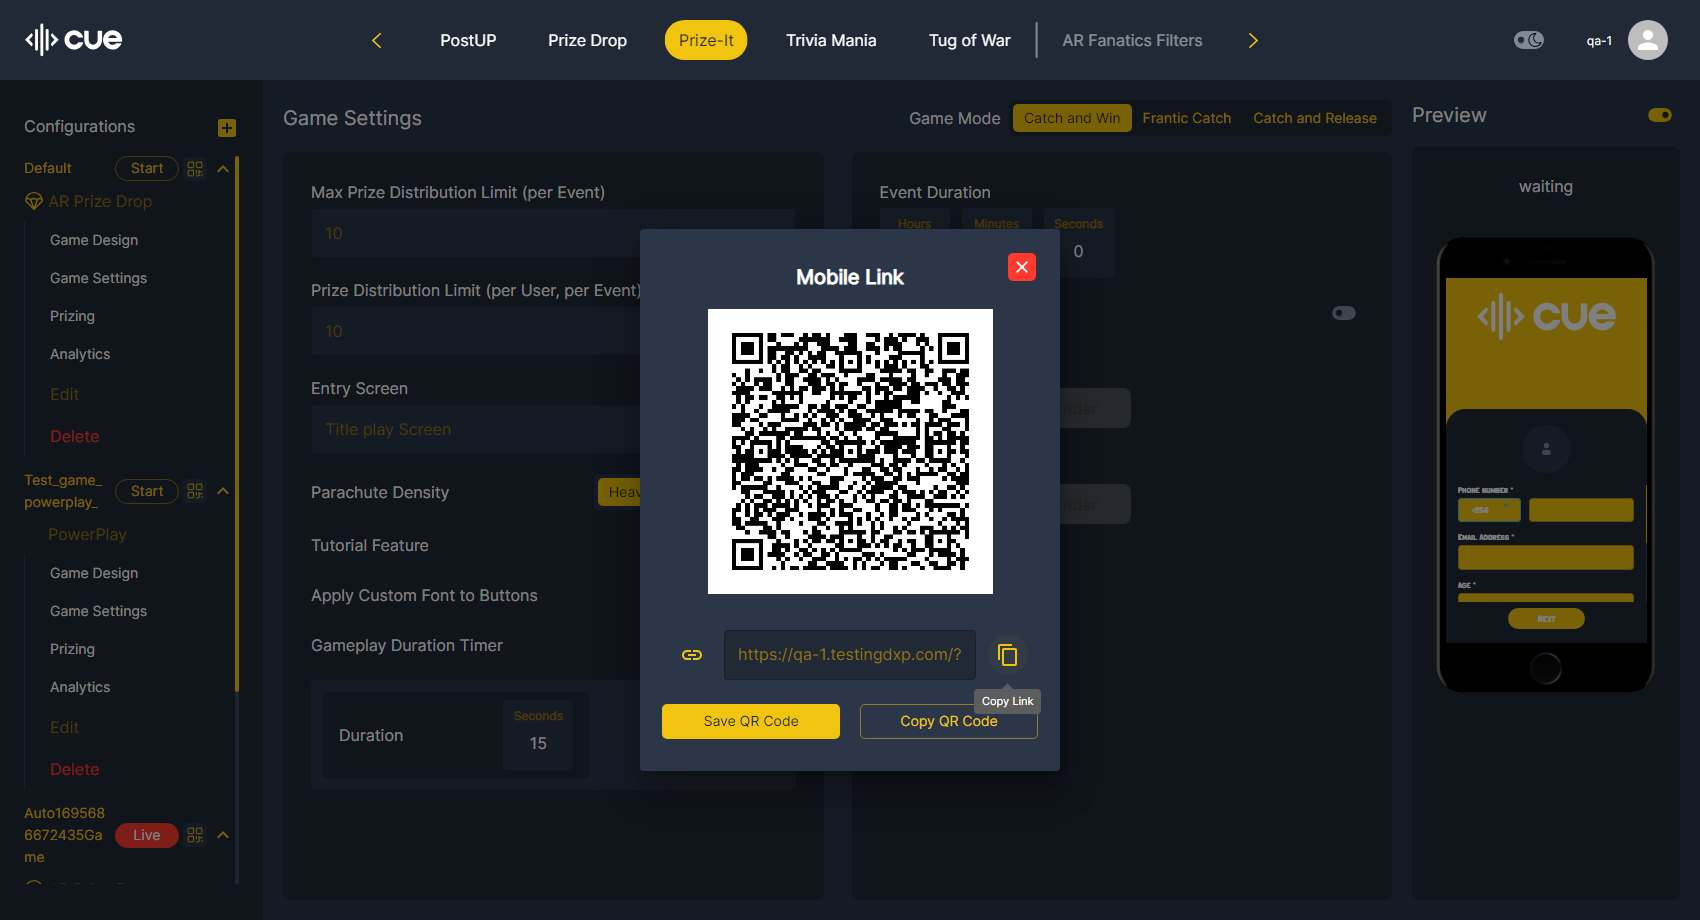 cue
PostUP
Prize Drop
Prize-It
Trivia Mania
Tug of War
AR Fanatics Filters
qa-1
Configurations
Default
Start
AR Prize Drop
Game Design
Game Settings
Prizing
Analytics
Edit
Delete
Test_game_
powerplay_
Start
PowerPlay
Game Design
Game Settings
Prizing
Analytics
Edit
Delete
Auto169568
6672435Ga
me
Live
Game Settings
Game Mode
Catch and Win
Frantic Catch
Catch and Release
Max Prize Distribution Limit (per Event)
10
Prize Distribution Limit (per User, per Event)
10
Entry Screen
Title play Screen
Parachute Density
Tutorial Feature
Apply Custom Font to Buttons
Gameplay Duration Timer
Duration
Seconds
15
Event Duration
Hours
Minutes
Seconds
0
Mobile Link
https://qa-1.testingdxp.com/?
Copy Link
Save QR Code
Copy QR Code
Preview
waiting
cue
Phone number *
+256
Email Address *
Age *
Next